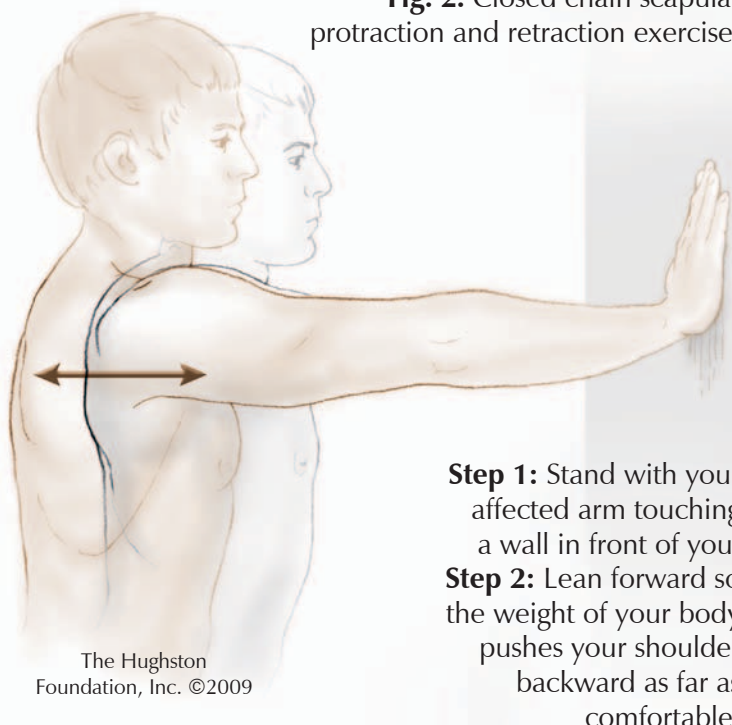 Fig. 2: Closed chain scapula
protraction and retraction exercise
Step 1: Stand with you
affected arm touching
a wall in front of you
Step 2: Lean forward so
the weight of your body
pushes your shoulde
backward as far as
comfortable
The Hughston
Foundation, Inc. ©2009